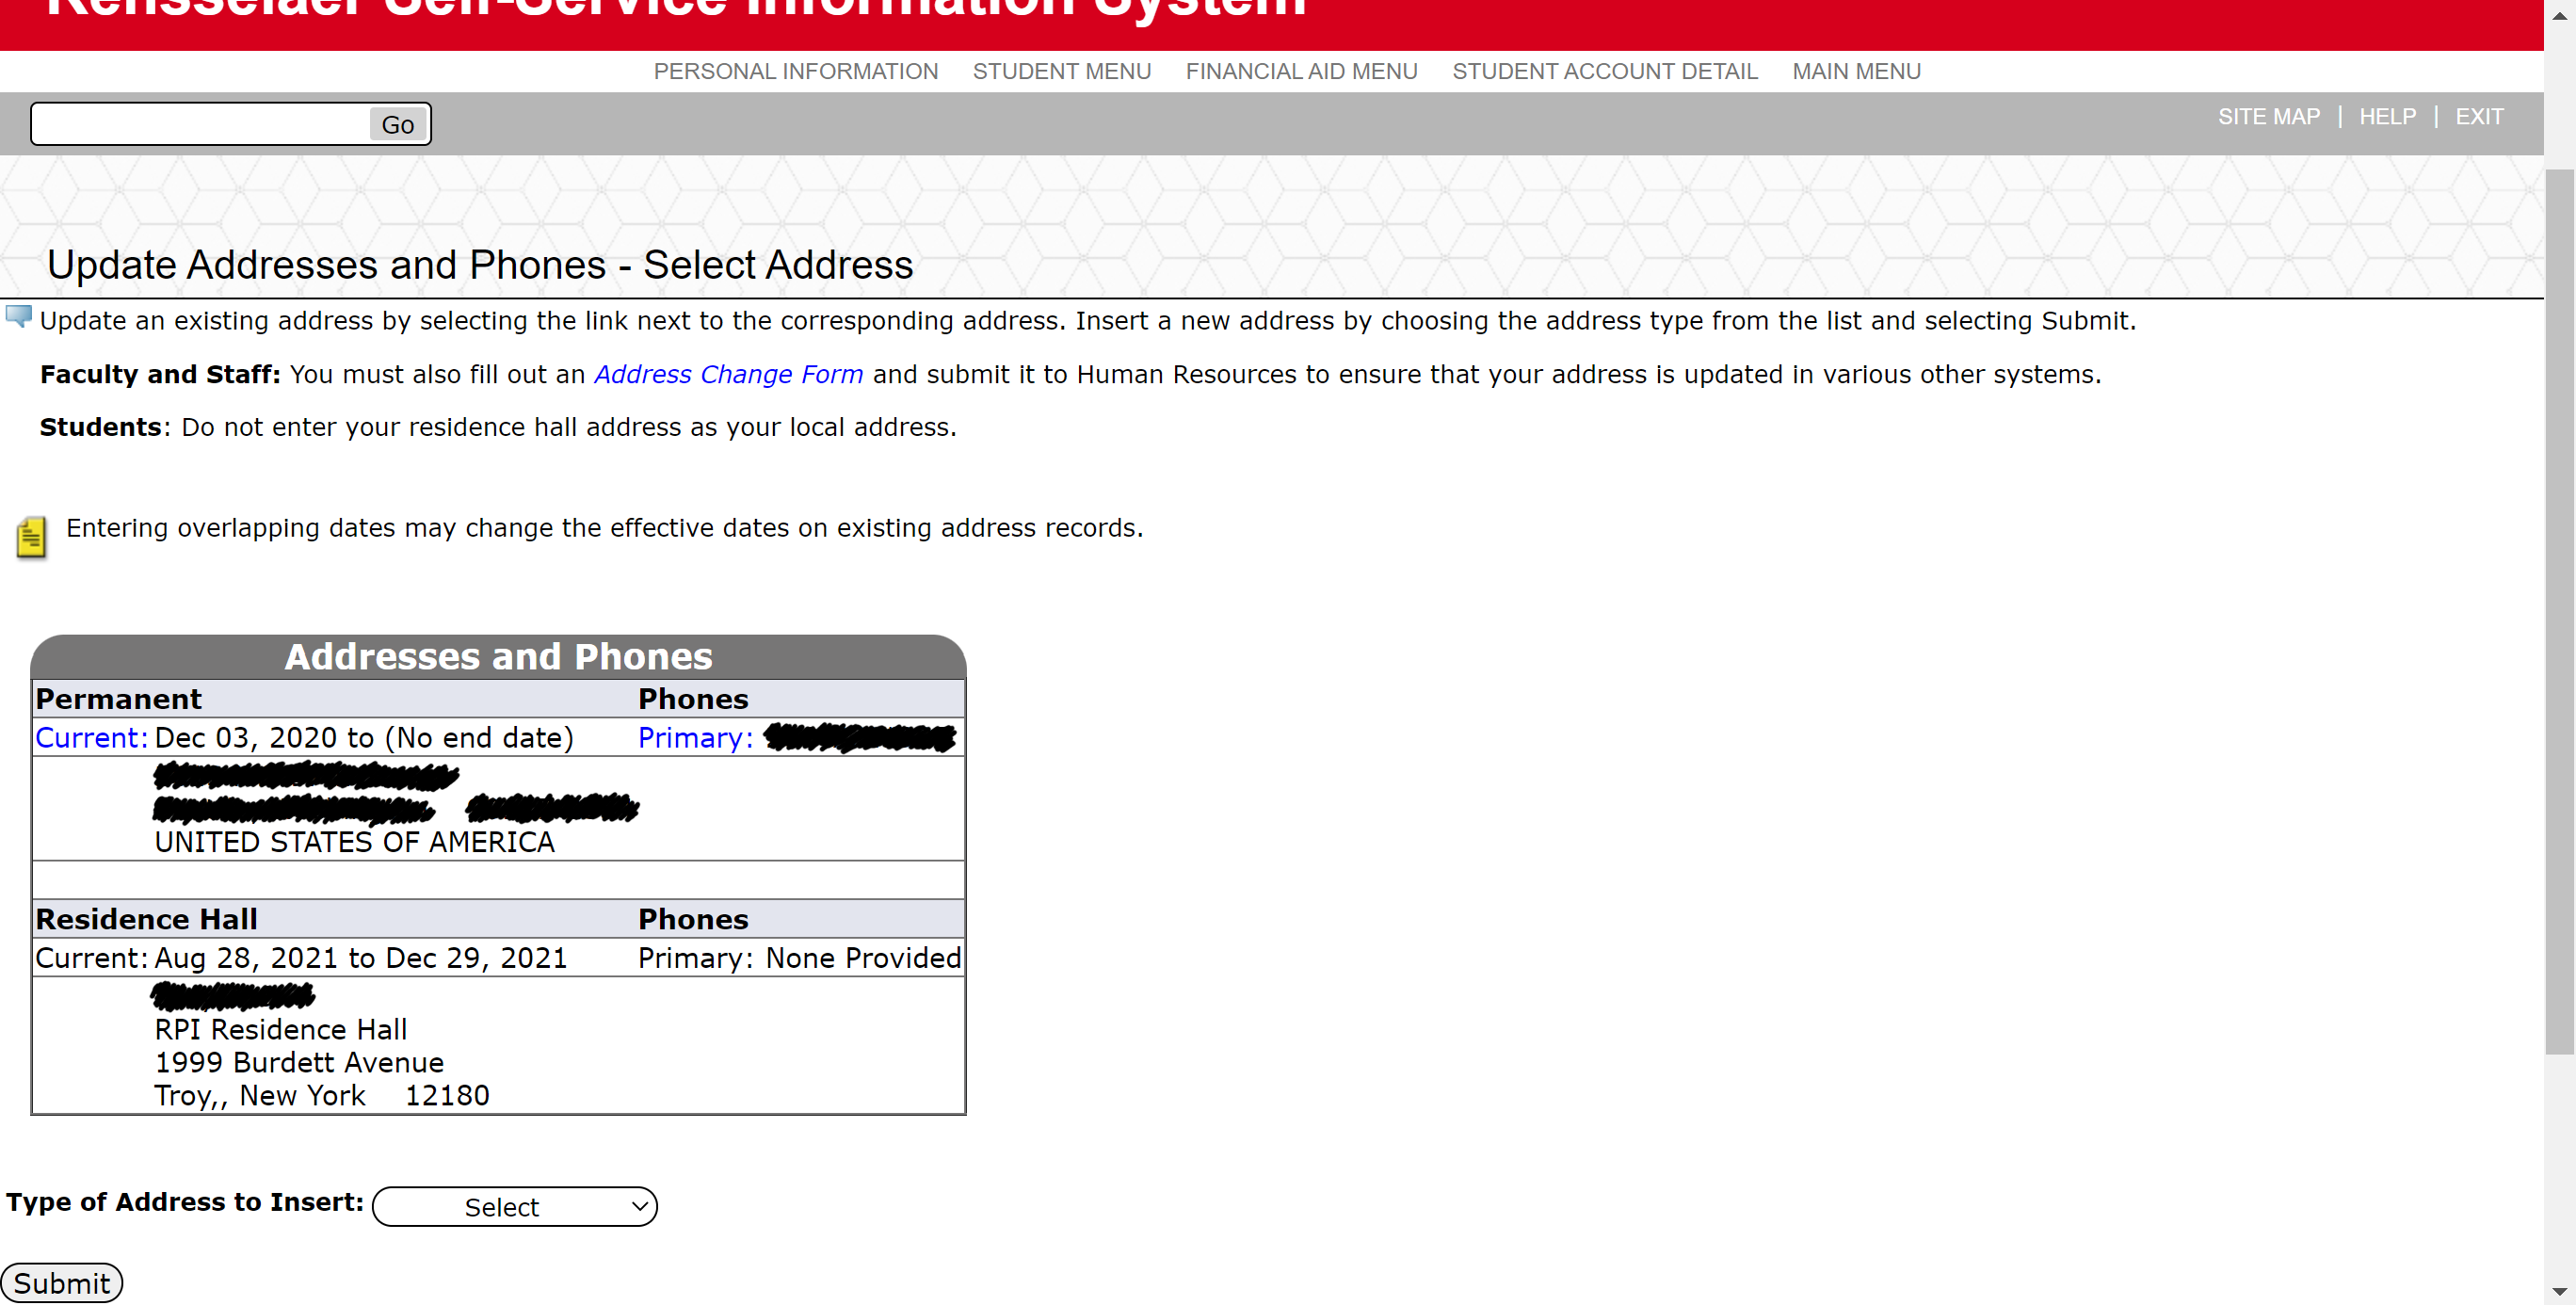 Rensselaer Self-Service Information System
PERSONAL INFORMATION STUDENT MENU FINANCIAL AID MENU STUDENT ACCOUNT DETAIL MAIN MENU
Go
SITE MAP | HELP | EXIT
Update Addresses and Phones - Select Address
Update an existing address by selecting the link next to the corresponding address. Insert a new address by choosing the address type from the list and selecting Submit.
Faculty and Staff: You must also fill out an Address Change Form and submit it to Human Resources to ensure that your address is updated in various other systems.
Students: Do not enter your residence hall address as your local address.
Entering overlapping dates may change the effective dates on existing address records.
Addresses and Phones
Permanent Phones
Current: Dec 03, 2020 to (No end date) Primary:
UNITED STATES OF AMERICA
Residence Hall Phones
Current: Aug 28, 2021 to Dec 29, 2021 Primary: None Provided
RPI Residence Hall
1999 Burdett Avenue
Troy,, New York 12180
Type of Address to Insert: Select
Submit